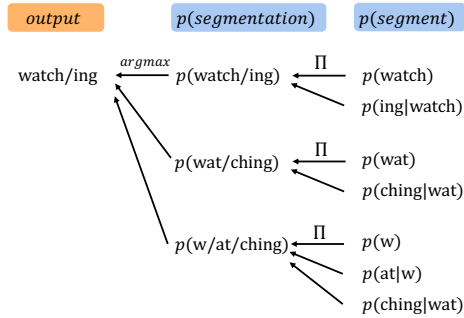 output p(segmentation) p(segment)
watch/ing argmax p(watch/ing) Π p(watch)
p(ing|watch)
p(wat/ching) Π p(wat)
p(ching|wat)
p(w/at/ching) Π p(w)
p(at|w)
p(ching|wat)